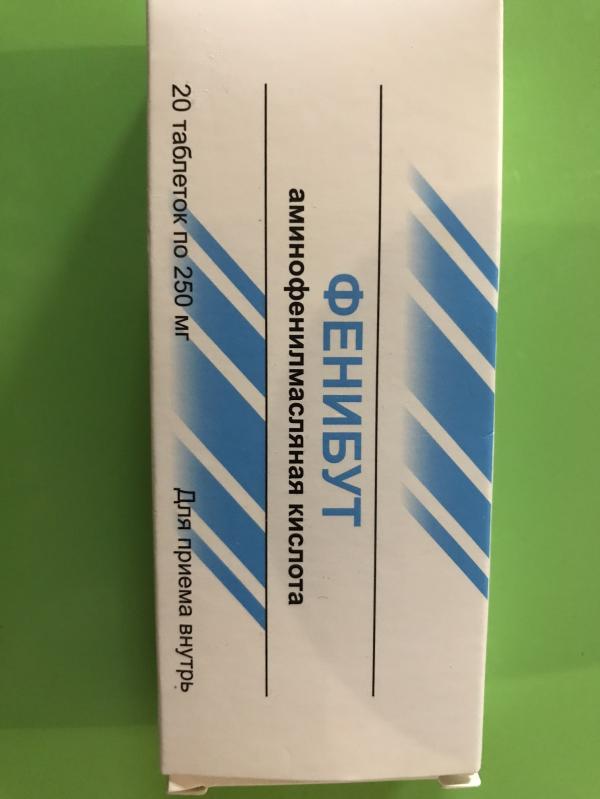 ФЕНИБУТ
аминофенилмасляная кислота
20 таблеток по 250 мг
Для приема внутрь